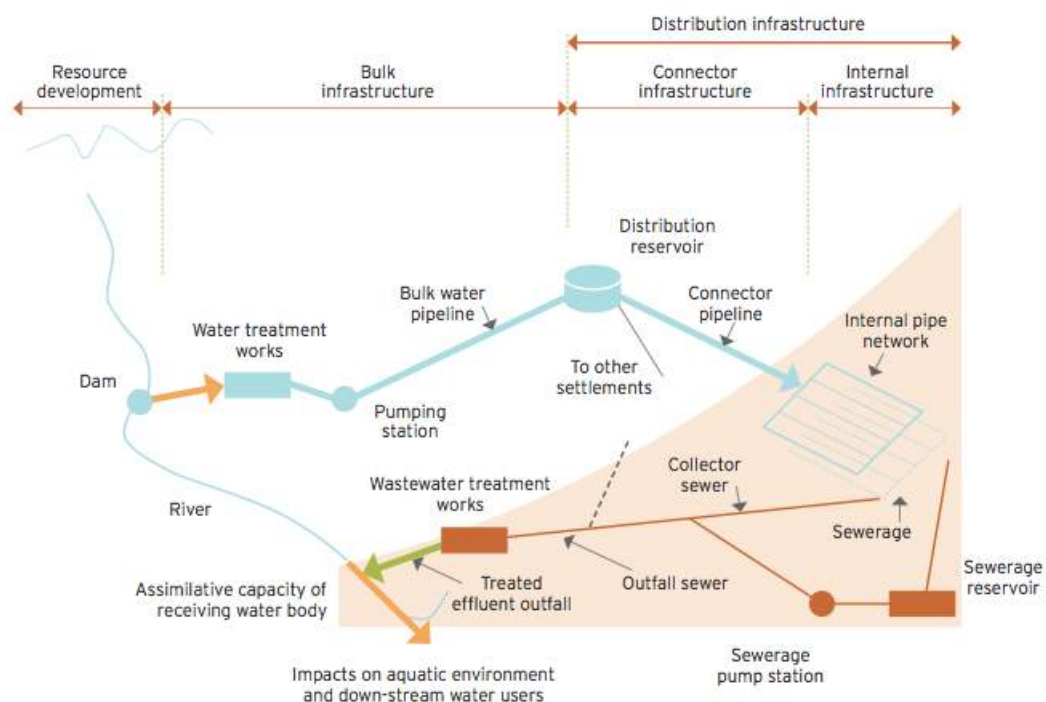 Distribution infrastructure
Resource
development
Bulk
infrastructure
Connector
infrastructure
Internal
infrastructure
Distribution
reservoir
Bulk water
pipeline
Connector
pipeline
Internal pipe
network
Water treatment
works
To other
settlements
Dam
Pumping
station
Collector
sewer
Wastewater treatment
works
River
Sewerage
Sewerage
reservoir
Assimilative capacity of
receiving water body
Treated
effluent outfall
Outfall sewer
Sewerage
pump station
Impacts on aquatic environment
and down-stream water users